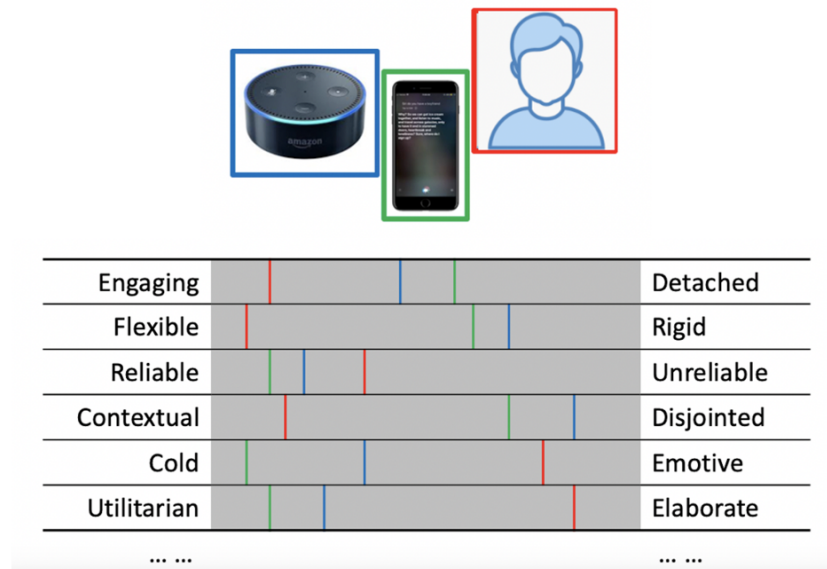 amazon
Engaging Detached
Flexible Rigid
Reliable Unreliable
Contextual Disjointed
Cold Emotive
Utilitarian Elaborate
... ... ... ...